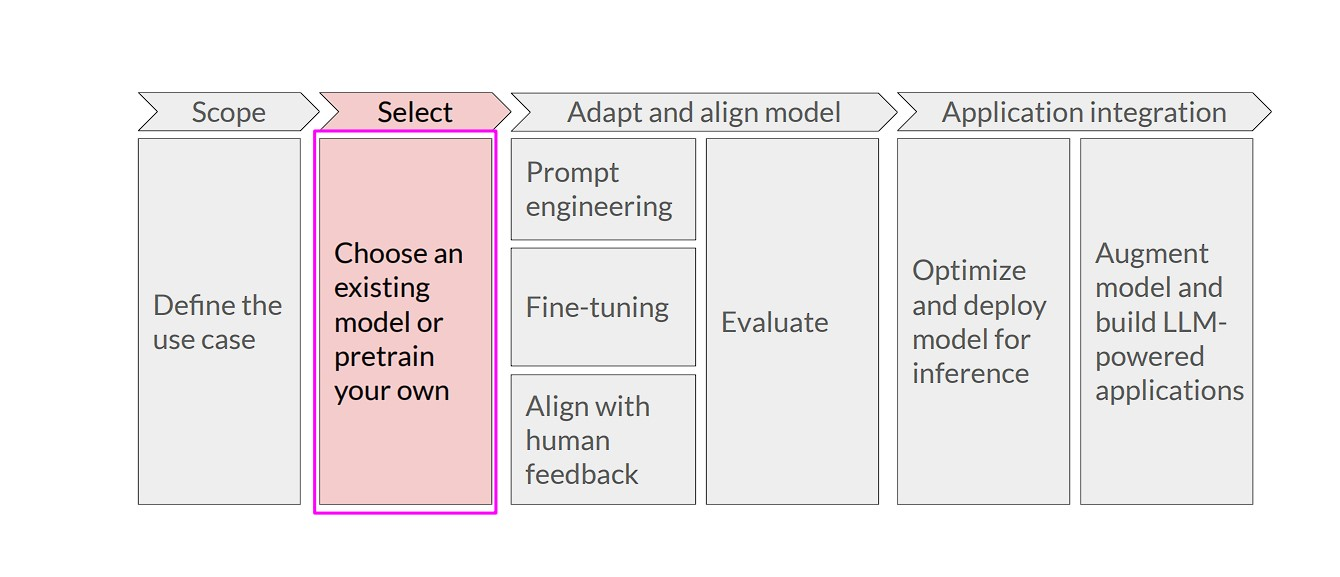 Scope
Select
Adapt and align model
Application integration
Define the
use case
Choose an
existing
model or
pretrain
your own
Prompt
engineering
Fine-tuning
Align with
human
feedback
Evaluate
Optimize
and deploy
model for
inference
Augment
model and
build LLM-
powered
applications